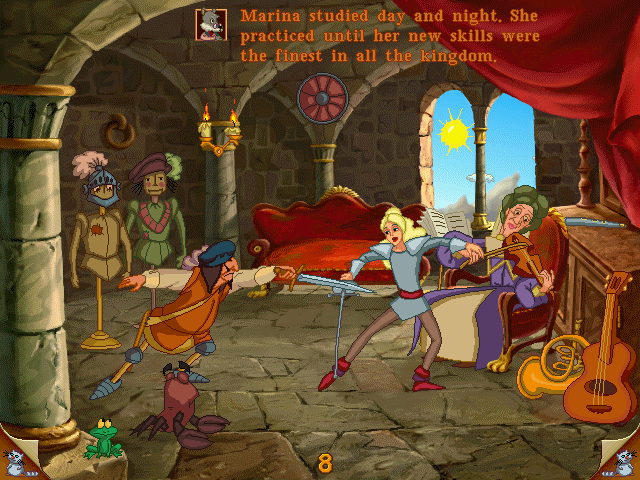 Marina studied day and night. She
practiced until her new skills were
the finest in all the kingdom.
8